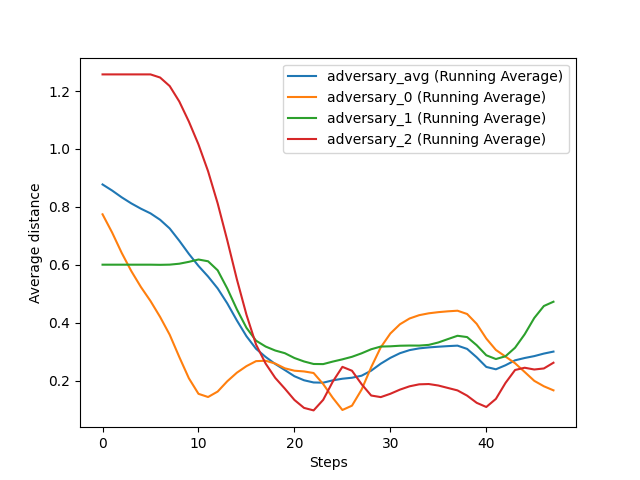 adversary_avg (Running Average)
adversary_0 (Running Average)
adversary_1 (Running Average)
adversary_2 (Running Average)
Average distance
1.2
1.0
0.8
0.6
0.4
0.2
0 10 20 30 40
Steps